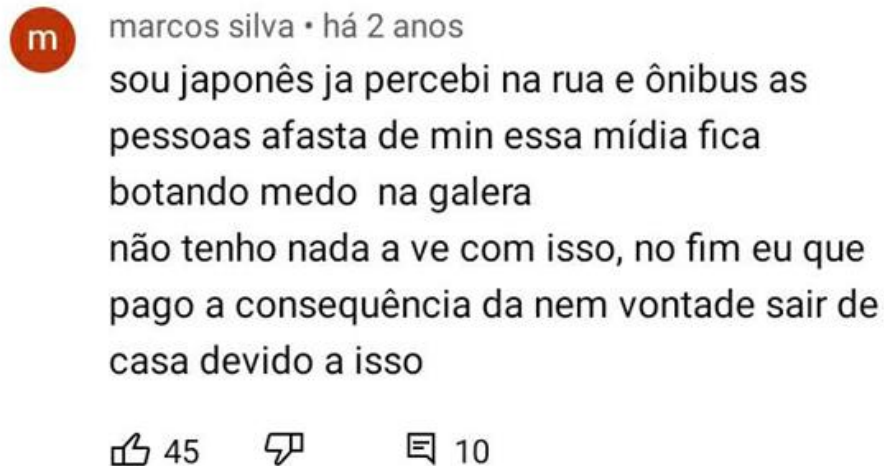 m
marcos silva • há 2 anos
sou japonês ja percebi na rua e ônibus as
pessoas afasta de min essa mídia fica
botando medo  na galera
não tenho nada a ve com isso, no fim eu que
pago a consequência da nem vontade sair de
casa devido a isso
45 10